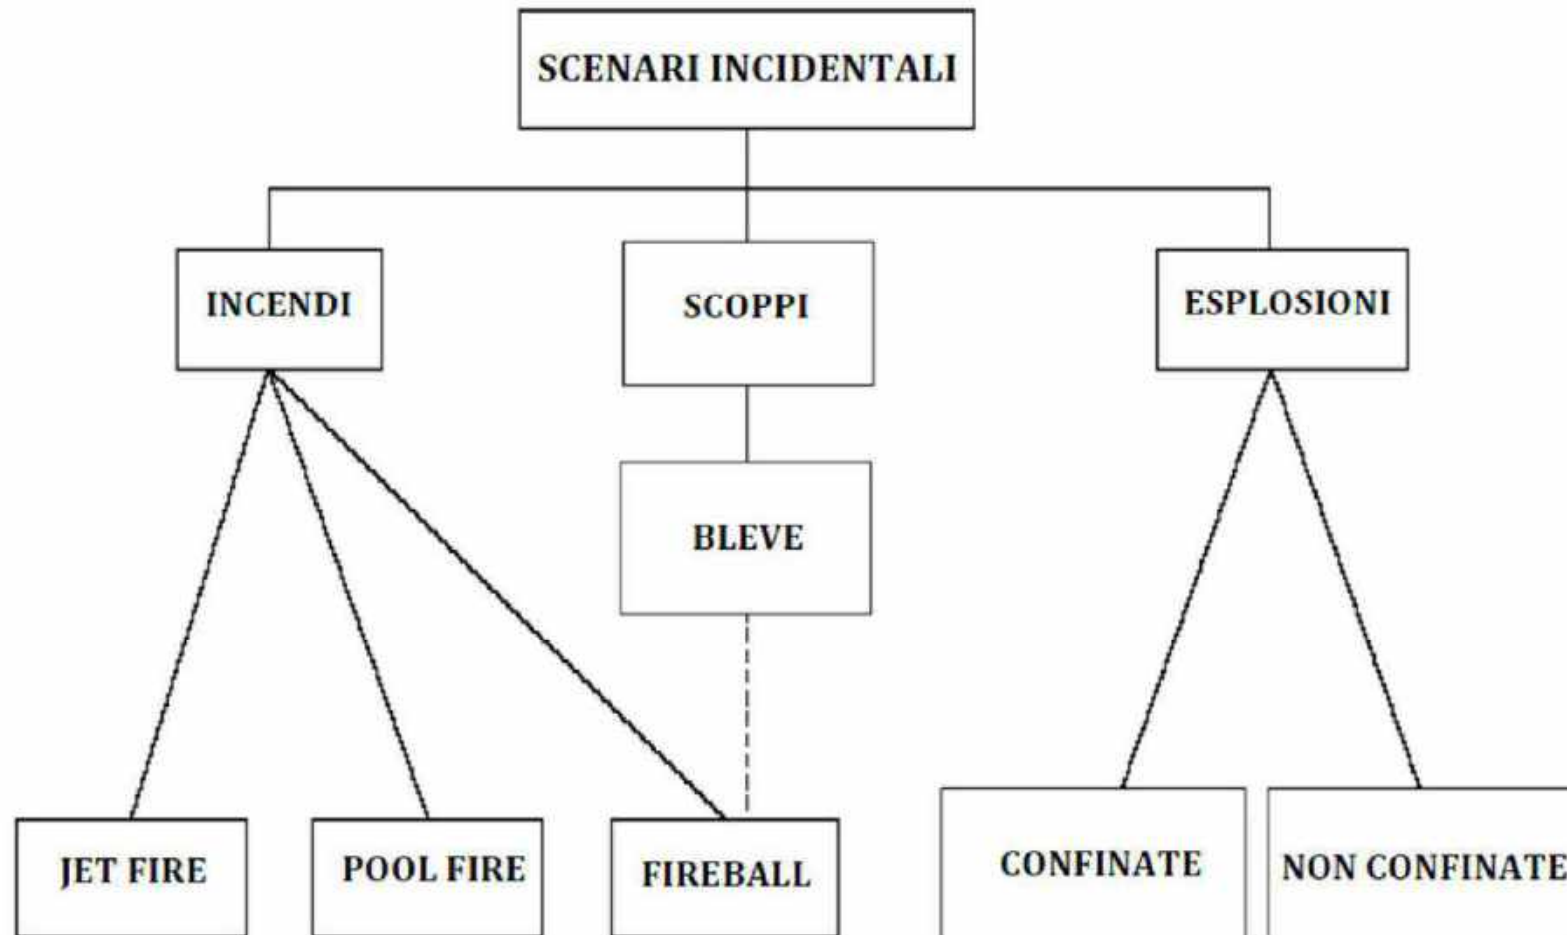 SCENARI INCIDENTALI
INCENDI
SCOPPI
ESPLOSIONI
BLEVE
JET FIRE
POOL FIRE
FIREBALL
CONFINATE
NON CONFINATE